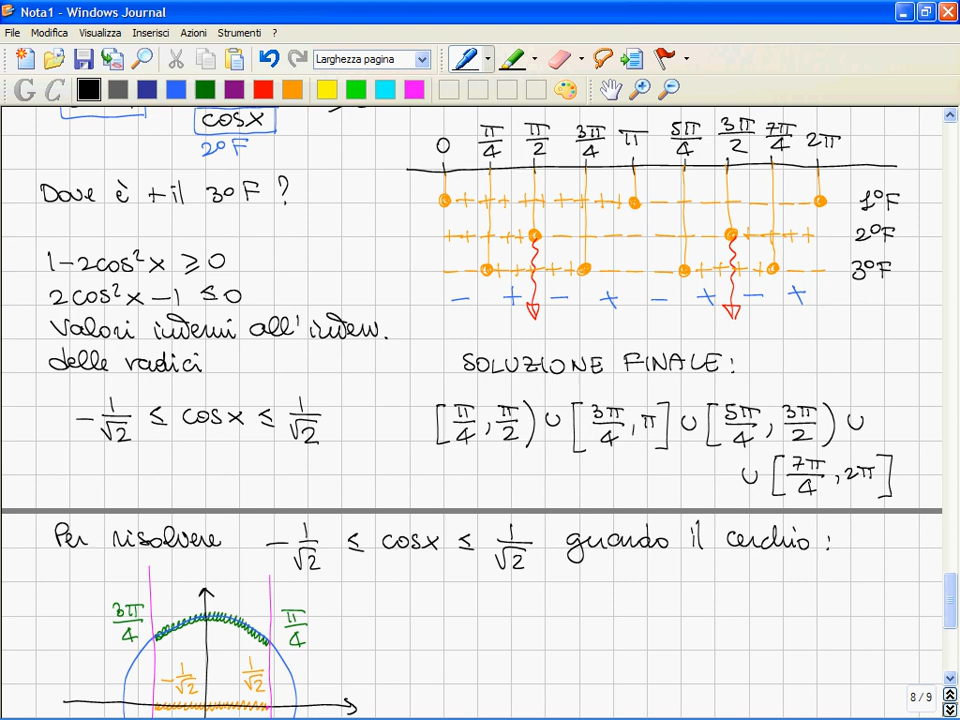 Nota1 - Windows Journal
File Modifica Visualizza Inserisci Azioni Strumenti ?
Larghezza pagina
G C
cosx
2°F
0 π/4 π/2 3π/4 π 5π/4 3π/2 7π/4 2π
Dove è + il 3°F ?
+ + + + + + + + - - - - - - 1°F
+ + + + - - - - - - + + + + 2°F
- - + + + + - - - + + + + - - 3°F
- + - + - + - +
1-2cos²x ≥ 0
2cos²x -1 ≤ 0
Valori interni all'interv.
delle radici
-1/√2 ≤ cosx ≤ 1/√2
SOLUZIONE FINALE:
[π/4, π/2) ∪ [3π/4, π] ∪ [5π/4, 3π/2) ∪
∪ [7π/4, 2π]
Per risolvere -1/√2 ≤ cosx ≤ 1/√2 guardo il cerchio :
3π/4 π/4
-1/√2 1/√2
8 / 9